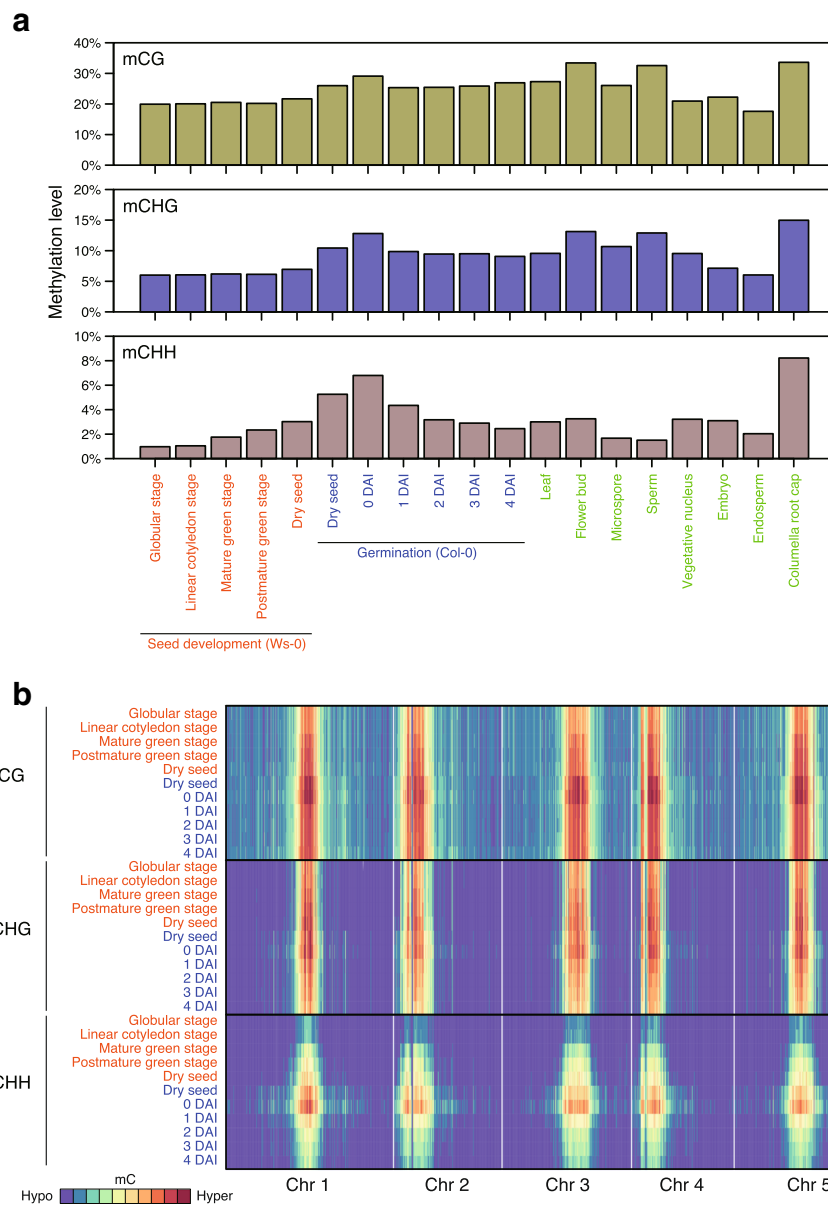 a
40%
30%
20%
10%
0%
mCG
20%
15%
10%
5%
0%
mCHG
10%
8%
6%
4%
2%
0%
mCHH
Methylation level
Globular stage
Linear cotyledon stage
Mature green stage
Postmature green stage
Dry seed
Dry seed
0 DAI
1 DAI
2 DAI
3 DAI
4 DAI
Leaf
Flower bud
Microspore
Sperm
Vegetative nucleus
Embryo
Endosperm
Columella root cap
Germination (Col-0)
Seed development (Ws-0)
b
CG
Globular stage
Linear cotyledon stage
Mature green stage
Postmature green stage
Dry seed
Dry seed
0 DAI
1 DAI
2 DAI
3 DAI
4 DAI
CHG
Globular stage
Linear cotyledon stage
Mature green stage
Postmature green stage
Dry seed
Dry seed
0 DAI
1 DAI
2 DAI
3 DAI
4 DAI
CHH
Globular stage
Linear cotyledon stage
Mature green stage
Postmature green stage
Dry seed
Dry seed
0 DAI
1 DAI
2 DAI
3 DAI
4 DAI
mC
Hypo Hyper
Chr 1 Chr 2 Chr 3 Chr 4 Chr 5